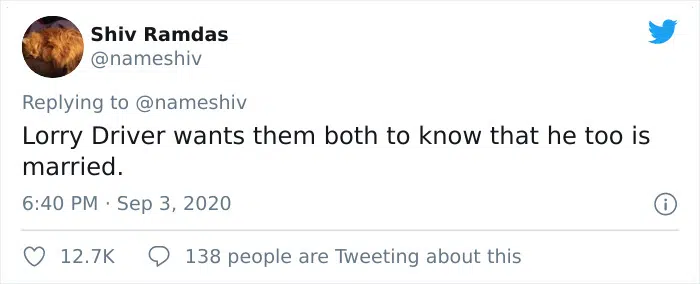 Shiv Ramdas
@nameshiv
Replying to @nameshiv
Lorry Driver wants them both to know that he too is
married.
6:40 PM · Sep 3, 2020
12.7K 138 people are Tweeting about this